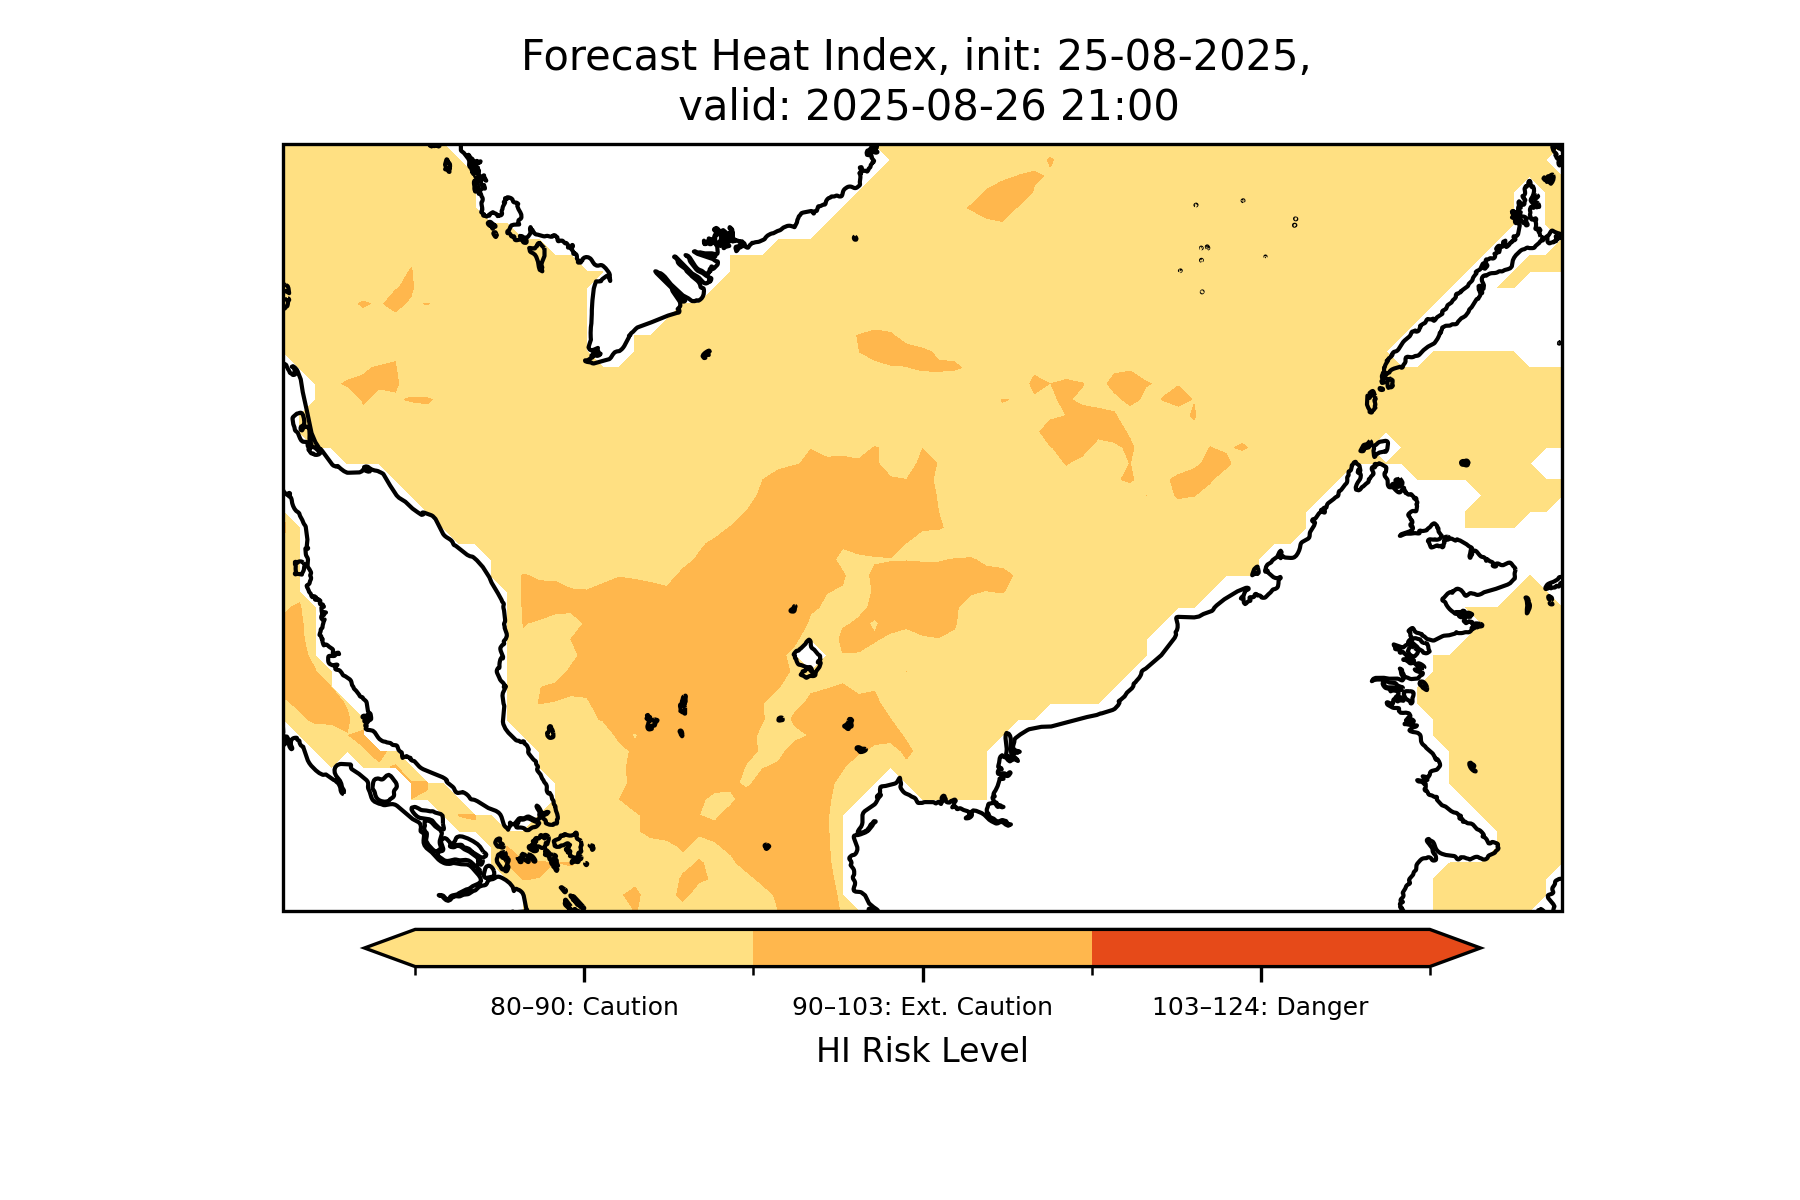 Forecast Heat Index, init: 25-08-2025,
valid: 2025-08-26 21:00
80–90: Caution
90–103: Ext. Caution
103–124: Danger
HI Risk Level